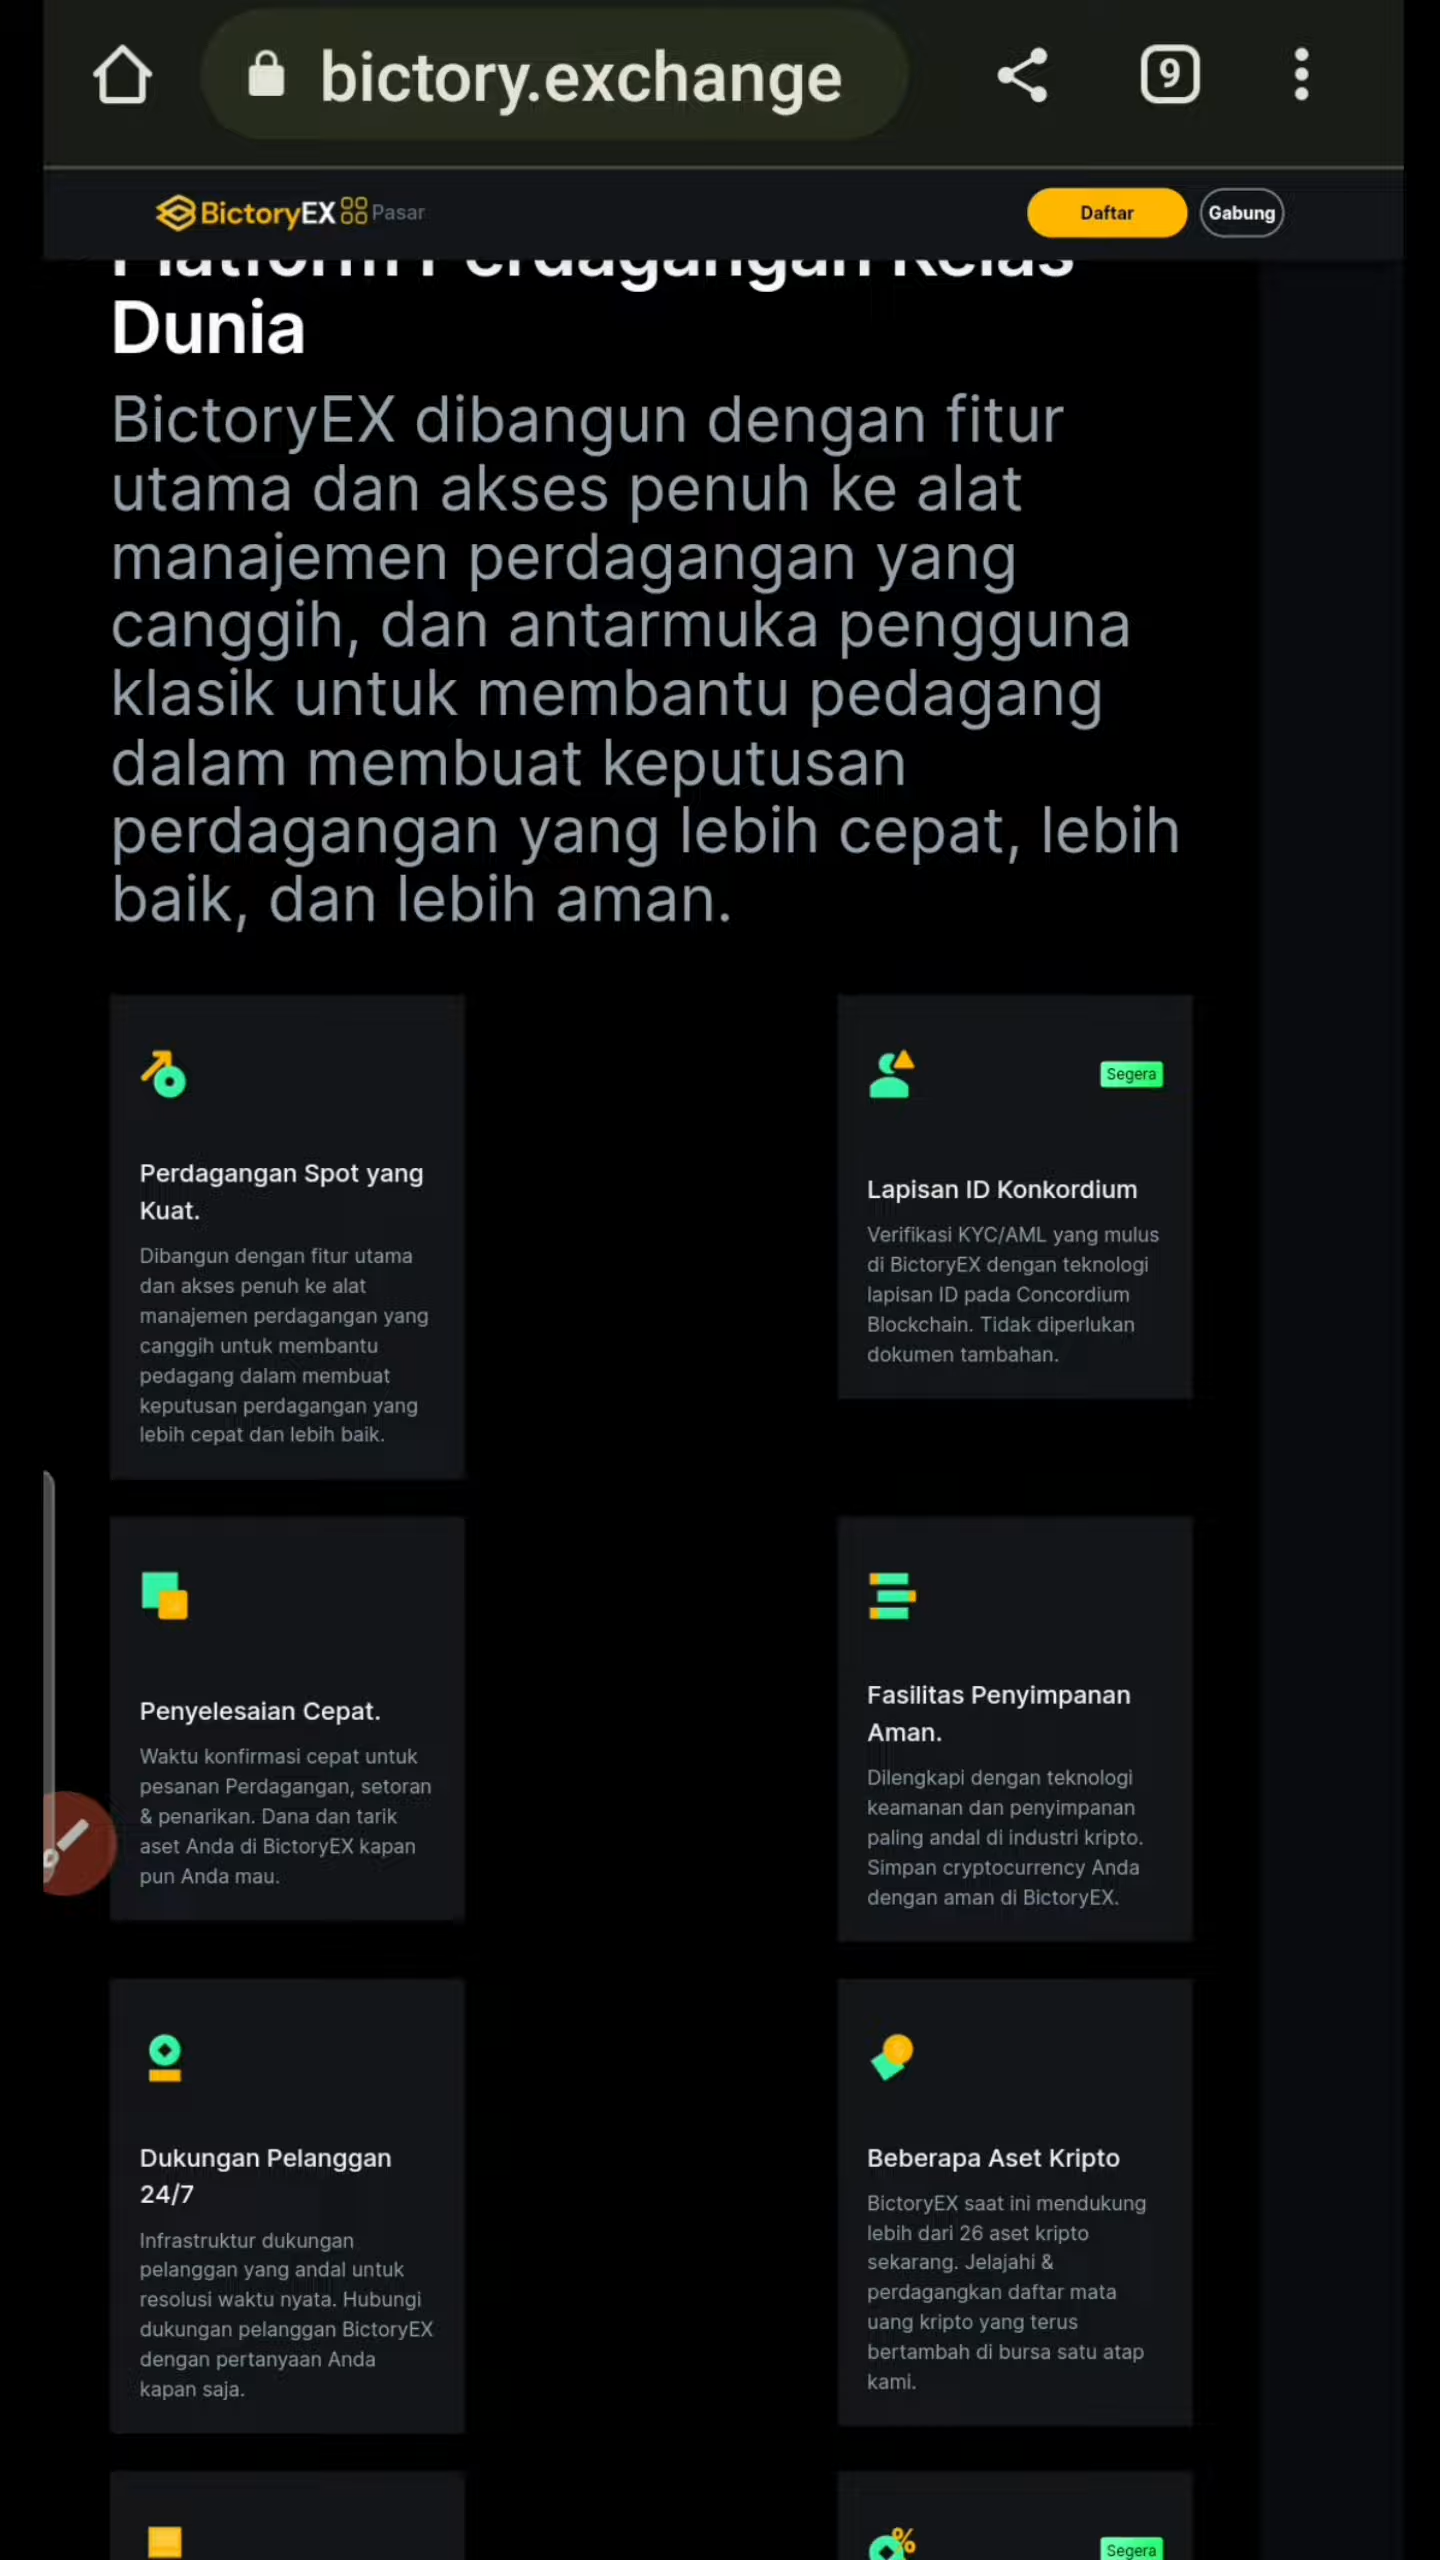 bictory.exchange
9
BictoryEX Pasar
Daftar
Gabung
Platform Perdagangan Kelas
Dunia
BictoryEX dibangun dengan fitur
utama dan akses penuh ke alat
manajemen perdagangan yang
canggih, dan antarmuka pengguna
klasik untuk membantu pedagang
dalam membuat keputusan
perdagangan yang lebih cepat, lebih
baik, dan lebih aman.
Perdagangan Spot yang
Kuat.
Dibangun dengan fitur utama
dan akses penuh ke alat
manajemen perdagangan yang
canggih untuk membantu
pedagang dalam membuat
keputusan perdagangan yang
lebih cepat dan lebih baik.
Segera
Lapisan ID Konkordium
Verifikasi KYC/AML yang mulus
di BictoryEX dengan teknologi
lapisan ID pada Concordium
Blockchain. Tidak diperlukan
dokumen tambahan.
Penyelesaian Cepat.
Waktu konfirmasi cepat untuk
pesanan Perdagangan, setoran
& penarikan. Dana dan tarik
aset Anda di BictoryEX kapan
pun Anda mau.
Fasilitas Penyimpanan
Aman.
Dilengkapi dengan teknologi
keamanan dan penyimpanan
paling andal di industri kripto.
Simpan cryptocurrency Anda
dengan aman di BictoryEX.
Dukungan Pelanggan
24/7
Infrastruktur dukungan
pelanggan yang andal untuk
resolusi waktu nyata. Hubungi
dukungan pelanggan BictoryEX
dengan pertanyaan Anda
kapan saja.
Beberapa Aset Kripto
BictoryEX saat ini mendukung
lebih dari 26 aset kripto
sekarang. Jelajahi &
perdagangkan daftar mata
uang kripto yang terus
bertambah di bursa satu atap
kami.
%
Segera